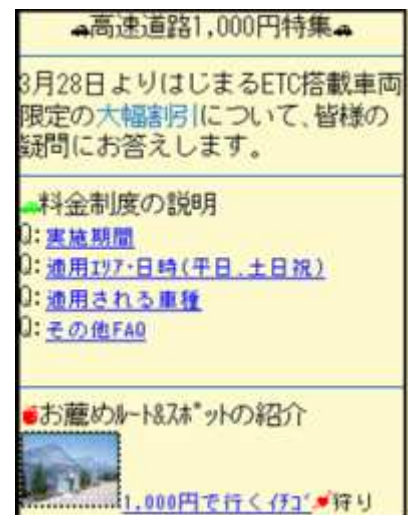 高速道路1,000円特集
3月28日よりはじまるETC搭載車両
限定の大幅割引について、皆様の
疑問にお答えします。
料金制度の説明
Q:実施期間
Q:適用ｴﾘｱ・日時(平日、土日祝)
Q:適用される車種
Q:その他FAQ
お薦めﾙｰﾄ&ｽﾎﾟｯﾄの紹介
1,000円で行くｲﾁｺﾞ狩り